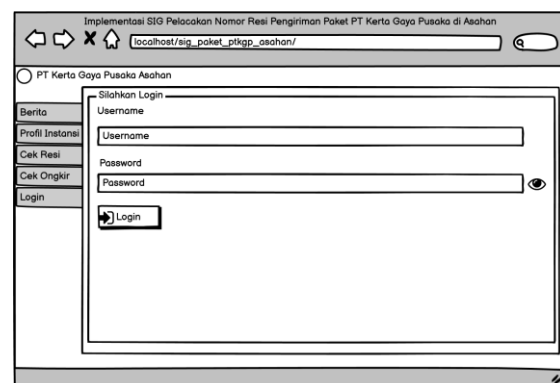 Implementasi SIG Pelacakan Nomor Resi Pengiriman Paket PT Kerta Gaya Pusaka di Asahan
localhost/sig_paket_ptkgp_asahan/
PT Kerta Gaya Pusaka Asahan
Silahkan Login
Berita
Profil Instansi
Cek Resi
Cek Ongkir
Login
Username
Username
Password
Password
Login